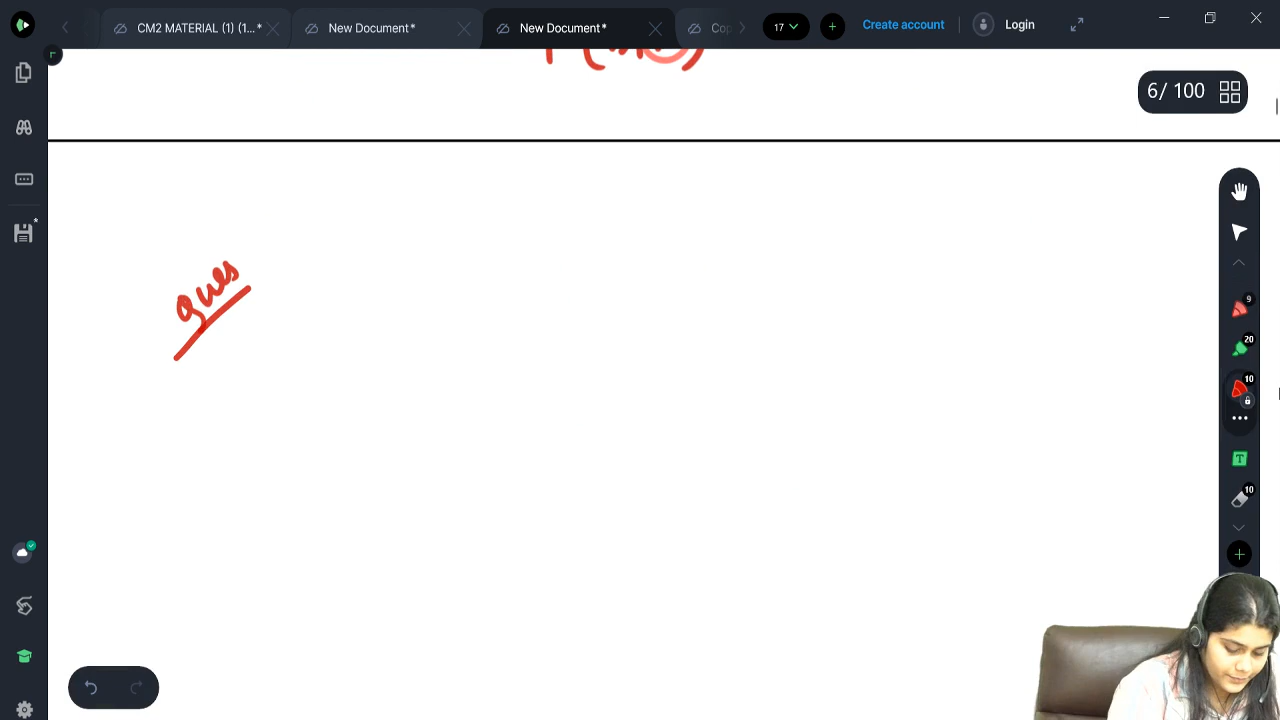 CM2 MATERIAL (1) (1...*
New Document*
New Document*
Cop
17
Create account
Login
6/ 100
ques
9
20
10
T
10